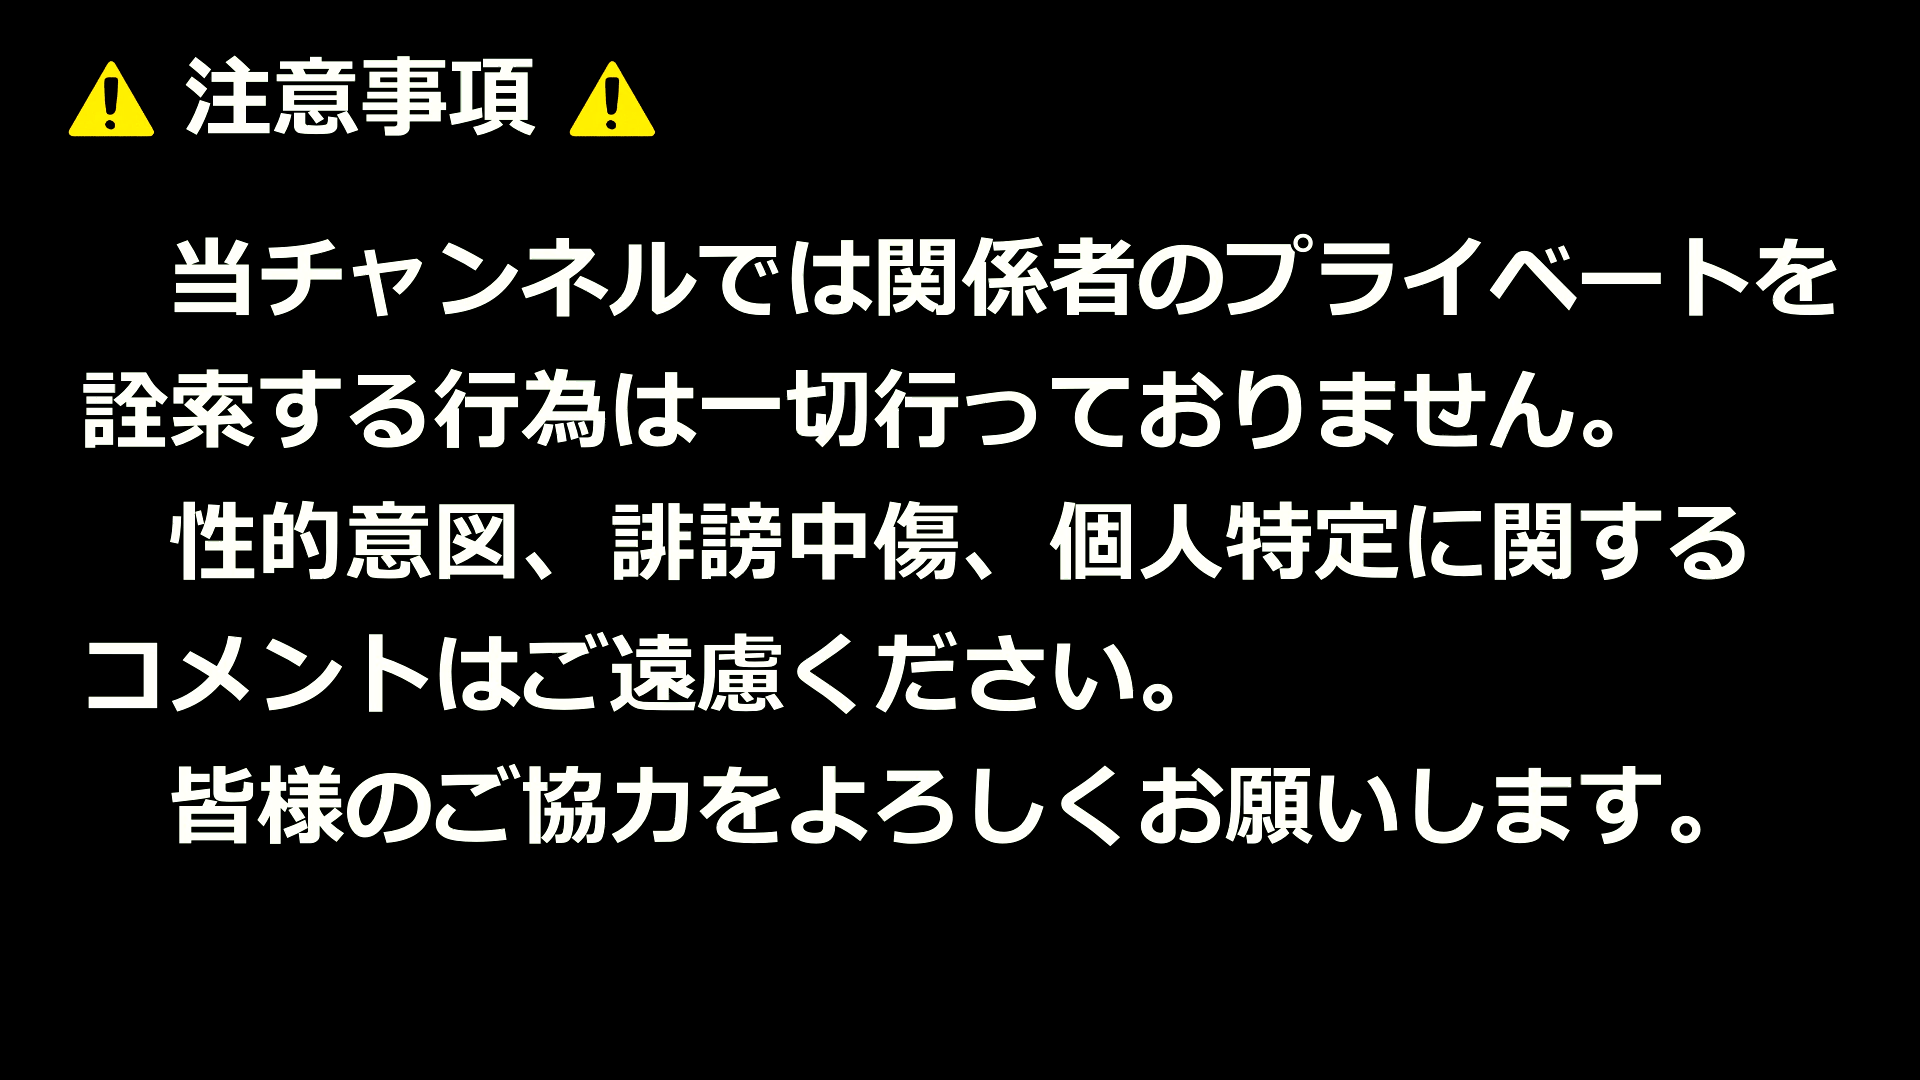 ⚠ 注意事項 ⚠
当チャンネルでは関係者のプライベートを
詮索する行為は一切行っておりません。
性的意図、誹謗中傷、個人特定に関する
コメントはご遠慮ください。
皆様のご協力をよろしくお願いします。